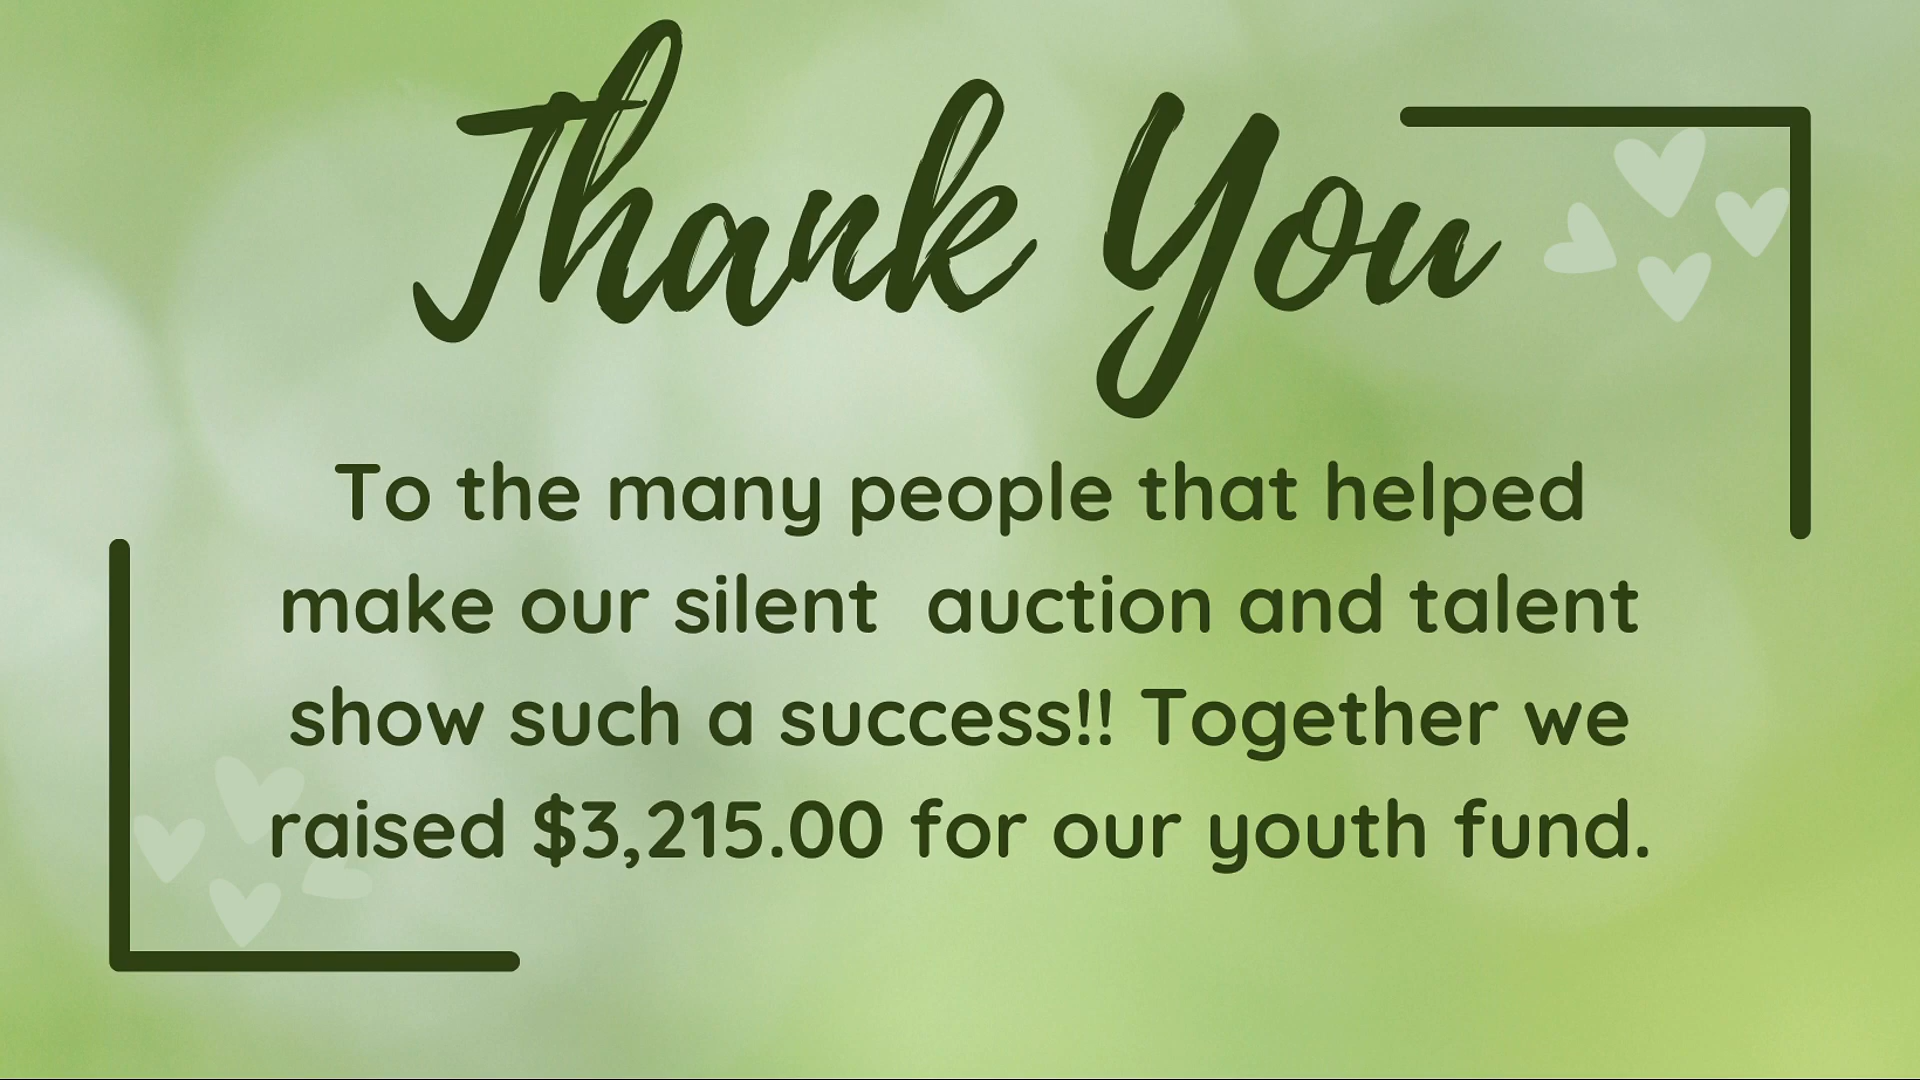 Thank You
To the many people that helped
make our silent  auction and talent
show such a success!! Together we
raised $3,215.00 for our youth fund.